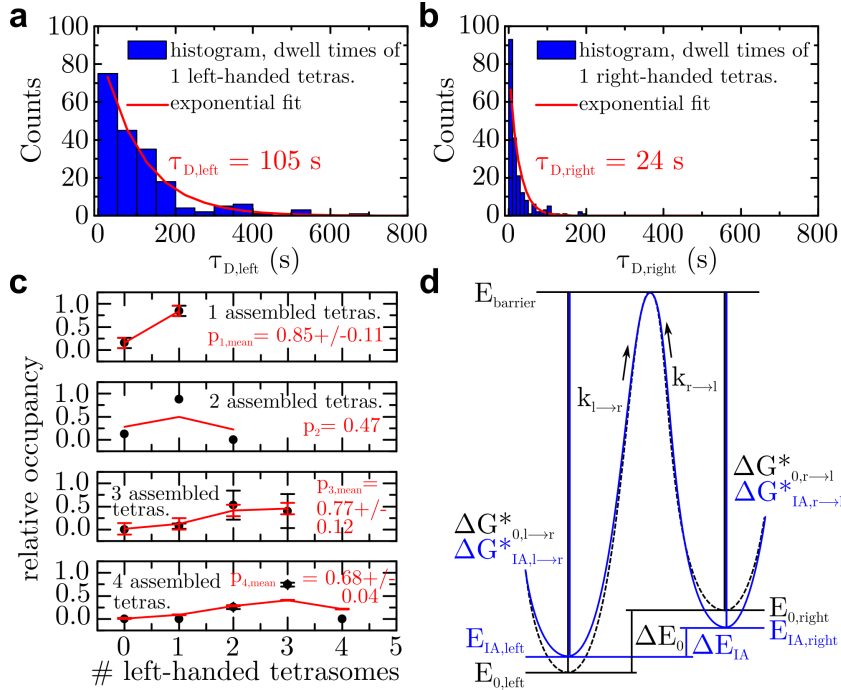 a
100
80
60
40
20
0
Counts
histogram, dwell times of
1 left-handed tetras.
exponential fit
τD,left = 105 s
0 200 400 600 800
τD,left (s)
b
100
80
60
40
20
0
Counts
histogram, dwell times of
1 right-handed tetras.
exponential fit
τD,right = 24 s
0 200 400 600 800
τD,right (s)
c
relative occupancy
1.0
0.5
0.0
1 assembled tetras.
p1,mean= 0.85+/-0.11
1.0
0.5
0.0
2 assembled tetras.
p2= 0.47
1.0
0.5
0.0
3 assembled
tetras.
p3,mean=
0.77+/-
0.12
1.0
0.5
0.0
4 assembled
tetras.
p4,mean = 0.68+/-
0.04
0 1 2 3 4 5
# left-handed tetrasomes
d
Ebarrier
kl→r
kr→l
ΔG*0,r→l
ΔG*IA,r→l
ΔG*0,l→r
ΔG*IA,l→r
E0,right
EIA,right
EIA,left
E0,left
ΔE0
ΔEIA